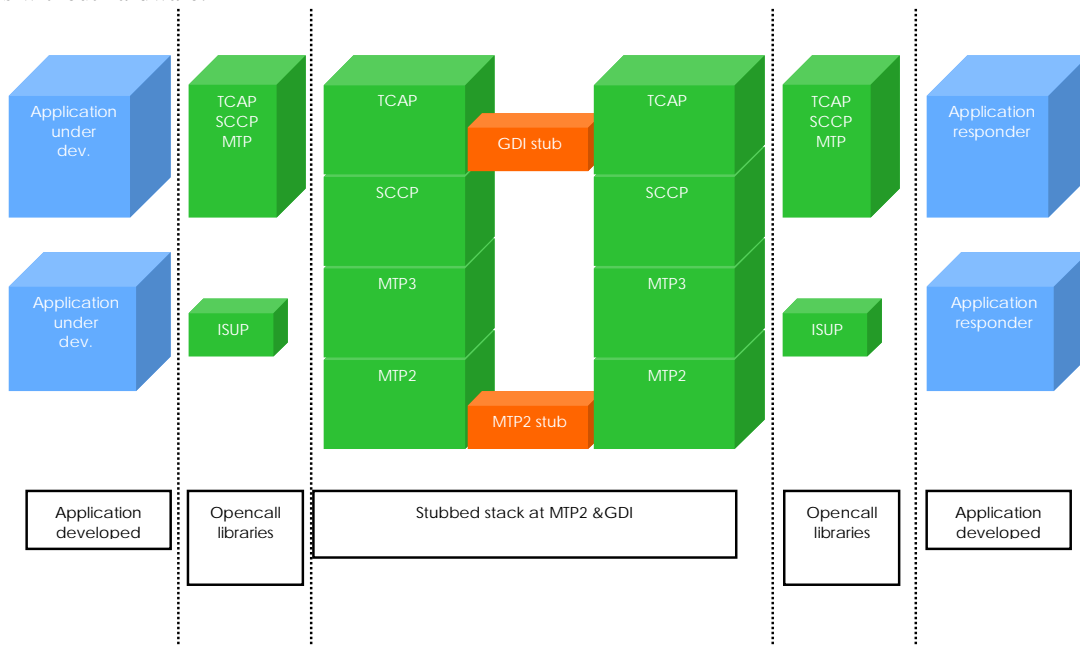 Application
under
dev.
TCAP
SCCP
MTP
TCAP
TCAP
TCAP
SCCP
MTP
Application
responder
GDI stub
SCCP
SCCP
Application
under
dev.
ISUP
MTP3
MTP3
ISUP
Application
responder
MTP2
MTP2
MTP2 stub
Application
developed
Opencall
libraries
Stubbed stack at MTP2 &GDI
Opencall
libraries
Application
developed